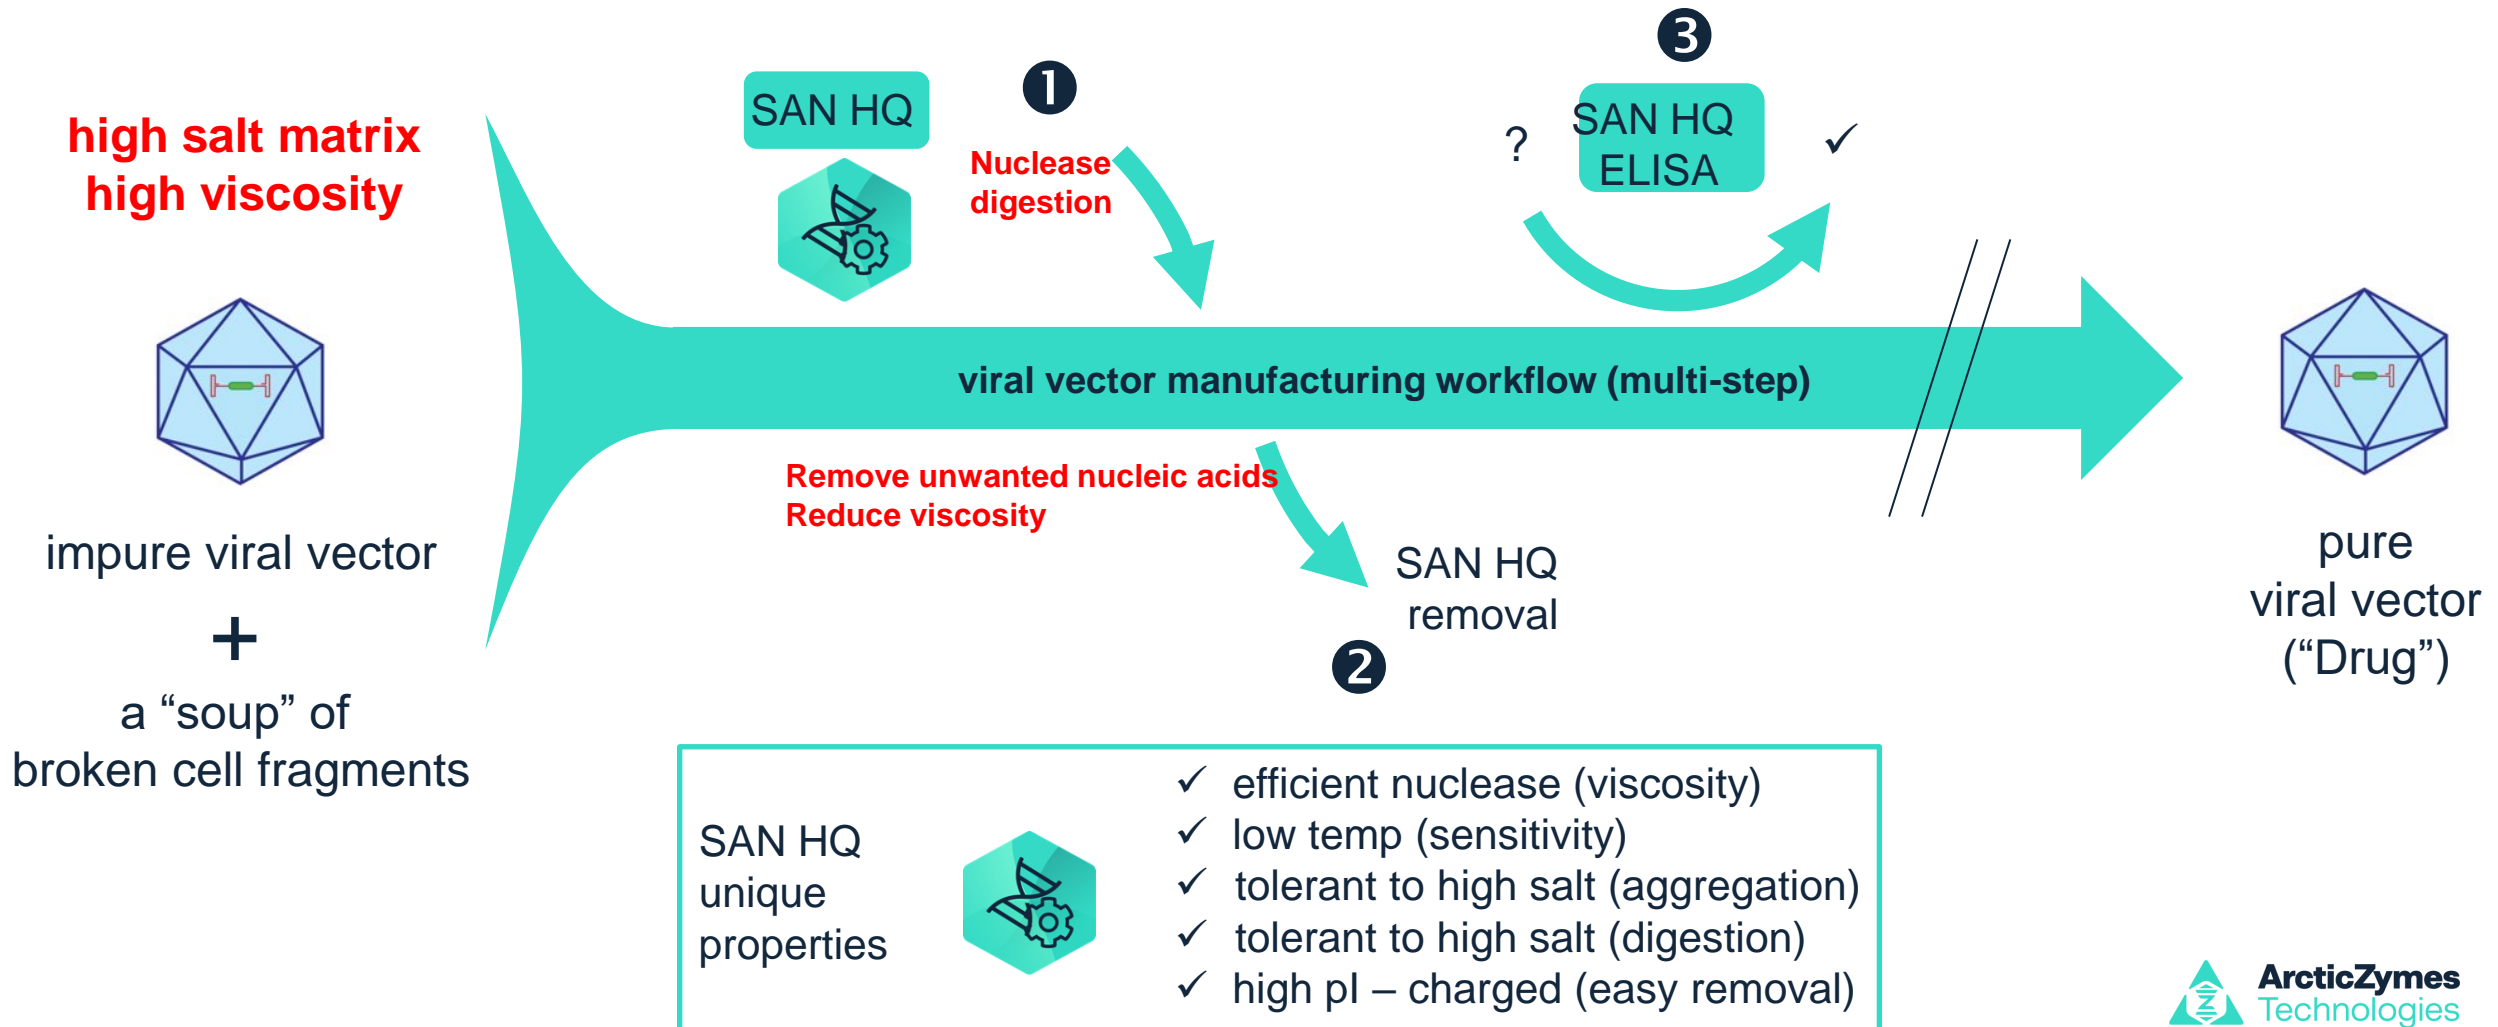 high salt matrix
high viscosity
impure viral vector
+
a “soup” of
broken cell fragments
SAN HQ
❶
Nuclease
digestion
❸
?
SAN HQ
ELISA
✓
viral vector manufacturing workflow (multi-step)
Remove unwanted nucleic acids
Reduce viscosity
SAN HQ
removal
❷
pure
viral vector
(“Drug”)
SAN HQ
unique
properties
✓ efficient nuclease (viscosity)
✓ low temp (sensitivity)
✓ tolerant to high salt (aggregation)
✓ tolerant to high salt (digestion)
✓ high pI – charged (easy removal)
ArcticZymes
Technologies